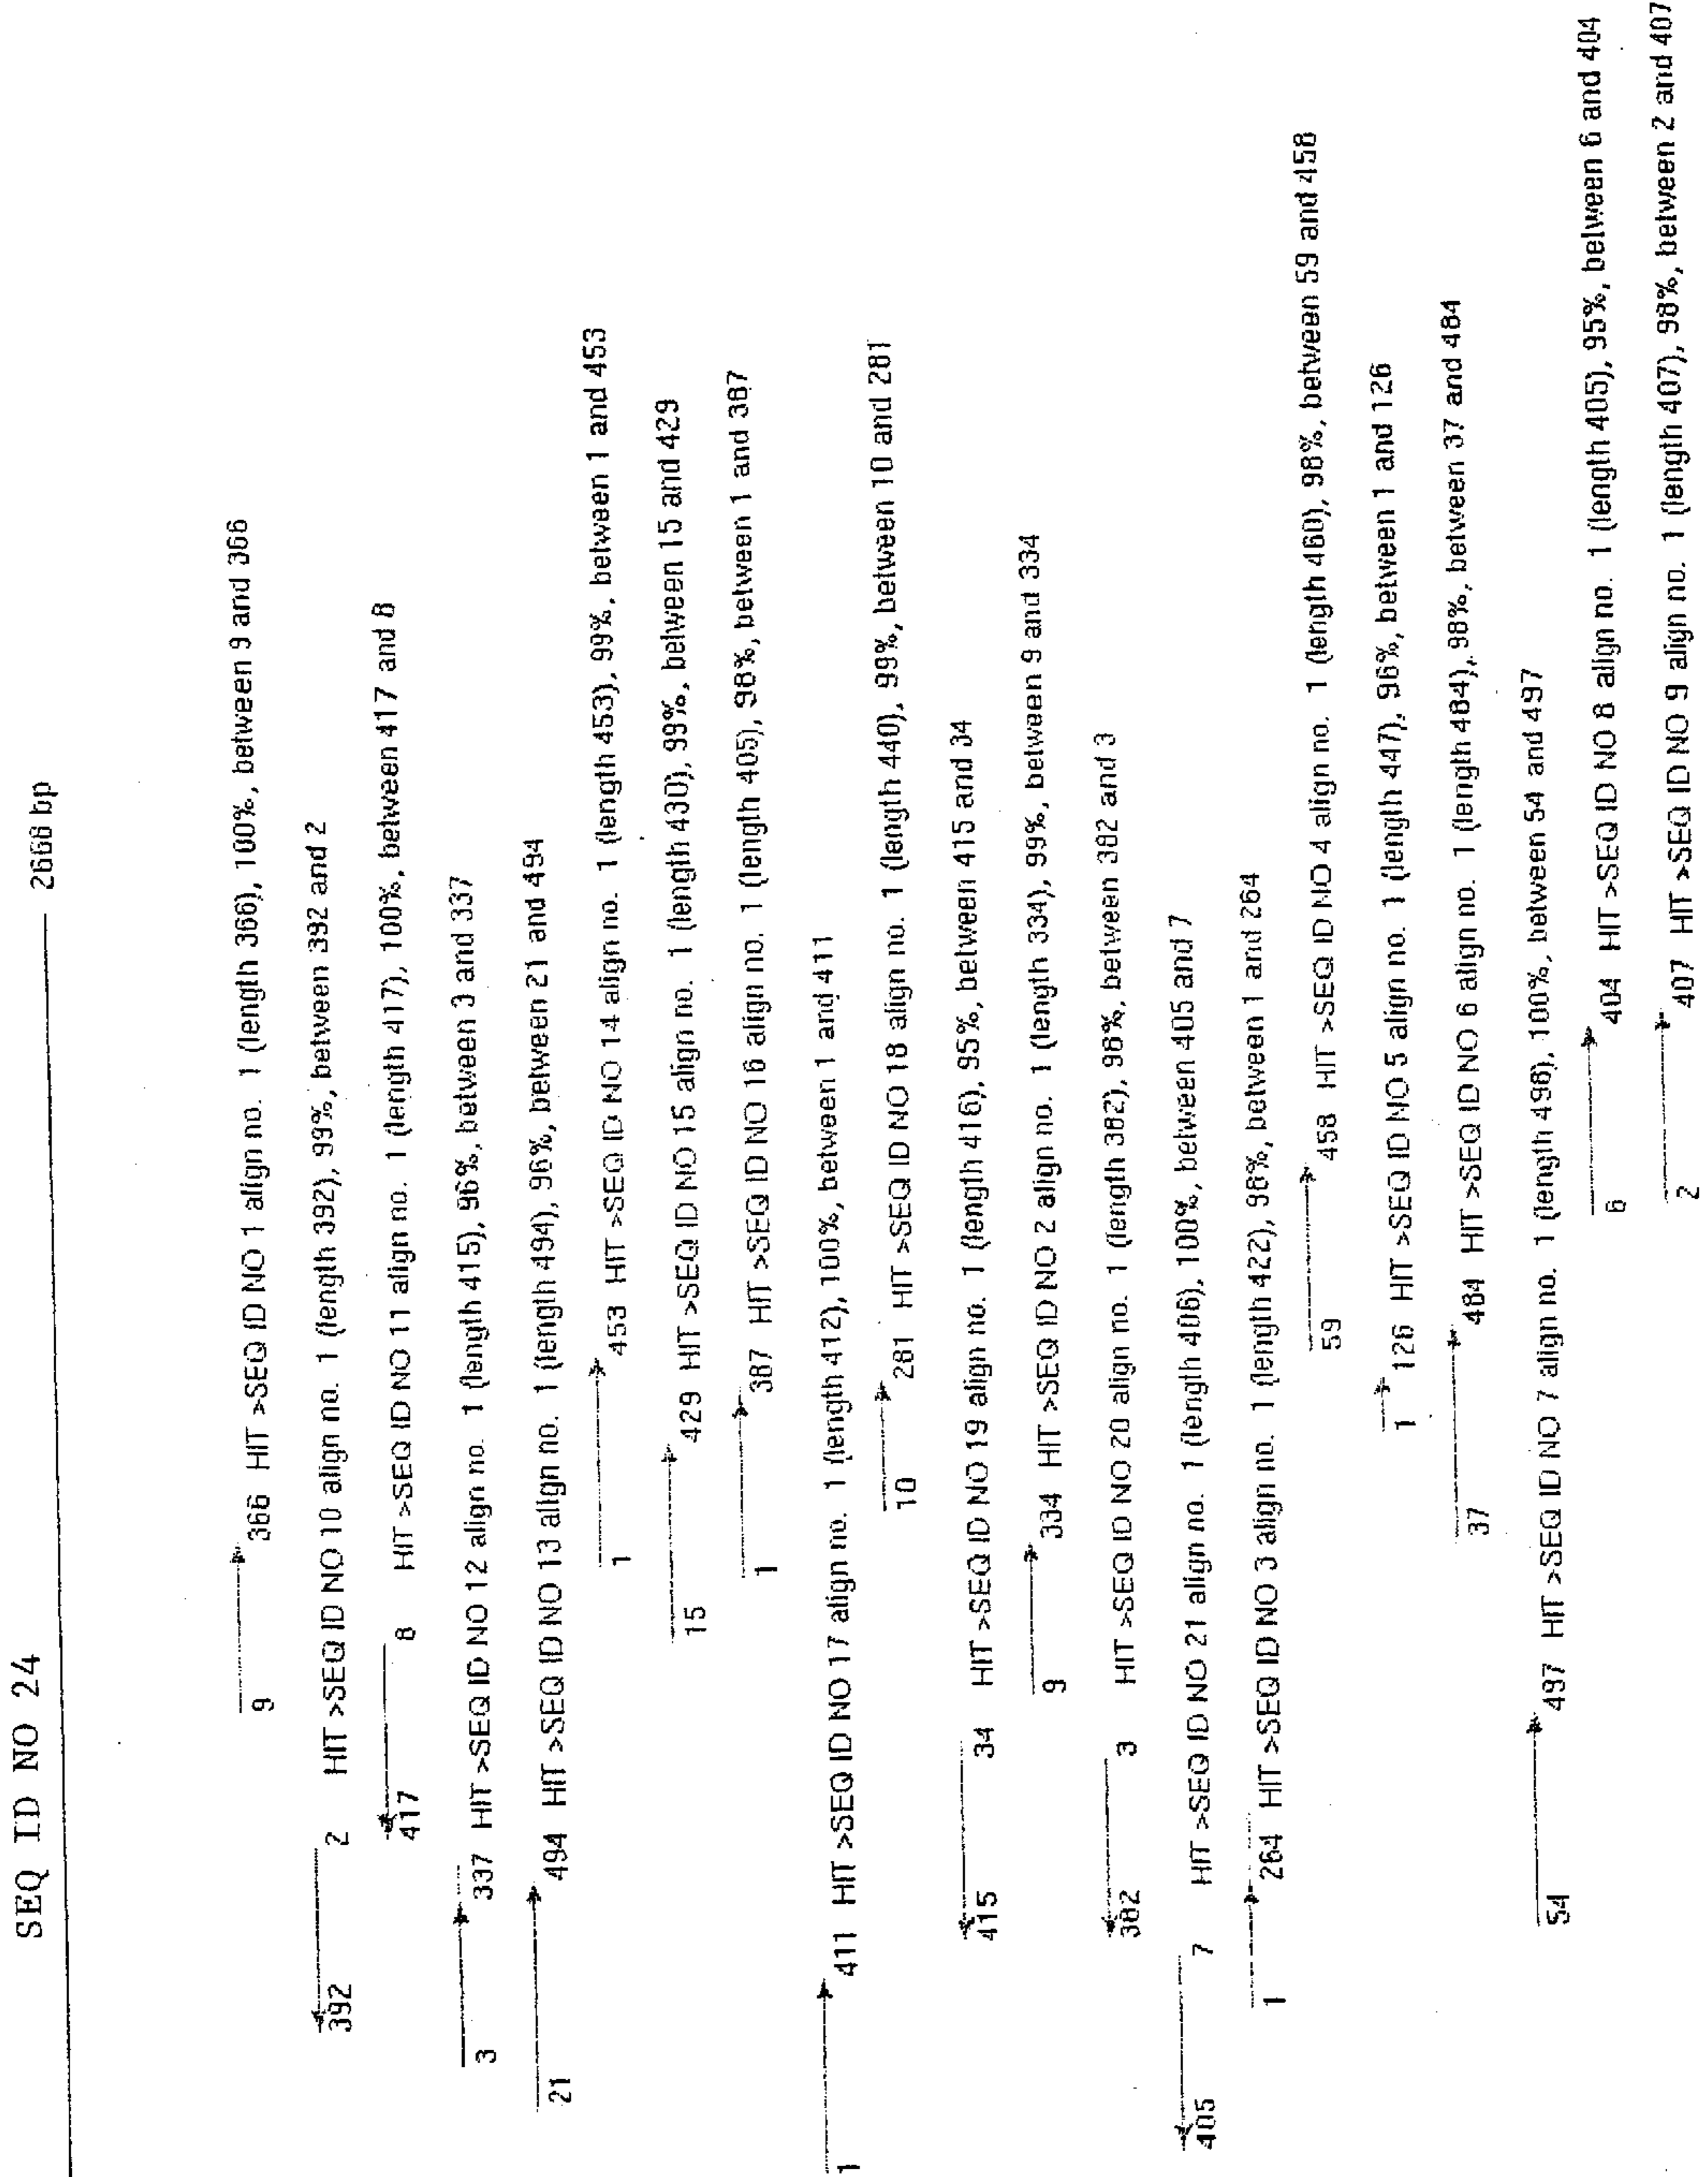 SEQ ID NO 24
2668 bp
9 366 HIT >SEQ ID NO 1 align no. 1 (length 366), 100%, between 9 and 366
392 2 HIT >SEQ ID NO 10 align no. 1 (length 392), 99%, between 392 and 2
417 8 HIT >SEQ ID NO 11 align no. 1 (length 417), 100%, between 417 and 8
3 337 HIT >SEQ ID NO 12 align no. 1 (length 415), 96%, between 3 and 337
21 494 HIT >SEQ ID NO 13 align no. 1 (length 494), 96%, between 21 and 494
1 453 HIT >SEQ ID NO 14 align no. 1 (length 453), 99%, between 1 and 453
15 429 HIT >SEQ ID NO 15 align no. 1 (length 430), 99%, between 15 and 429
1 387 HIT >SEQ ID NO 16 align no. 1 (length 405), 98%, between 1 and 387
1 411 HIT >SEQ ID NO 17 align no. 1 (length 412), 100%, between 1 and 411
10 281 HIT >SEQ ID NO 18 align no. 1 (length 440), 99%, between 10 and 281
415 34 HIT >SEQ ID NO 19 align no. 1 (length 416), 95%, between 415 and 34
9 334 HIT >SEQ ID NO 2 align no. 1 (length 334), 99%, between 9 and 334
382 3 HIT >SEQ ID NO 20 align no. 1 (length 382), 98%, between 382 and 3
405 7 HIT >SEQ ID NO 21 align no. 1 (length 406), 100%, between 405 and 7
1 264 HIT >SEQ ID NO 3 align no. 1 (length 422), 98%, between 1 and 264
59 458 HIT >SEQ ID NO 4 align no. 1 (length 460), 98%, between 59 and 458
1 126 HIT >SEQ ID NO 5 align no. 1 (length 447), 96%, between 1 and 126
37 484 HIT >SEQ ID NO 6 align no. 1 (length 484), 98%, between 37 and 484
54 497 HIT >SEQ ID NO 7 align no. 1 (length 498), 100%, between 54 and 497
6 404 HIT >SEQ ID NO 8 align no. 1 (length 405), 95%, between 6 and 404
2 407 HIT >SEQ ID NO 9 align no. 1 (length 407), 98%, between 2 and 407